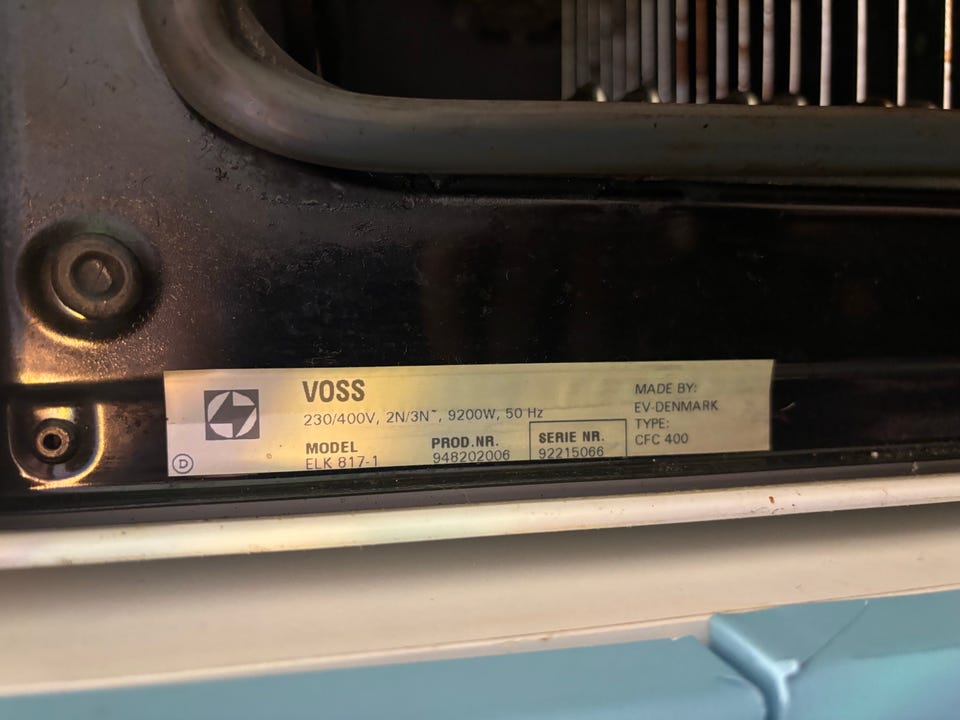 VOSS
230/400V, 2N/3N~, 9200W, 50 Hz
MODEL
ELK 817-1
PROD.NR.
948202006
SERIE NR.
92215066
MADE BY:
EV-DENMARK
TYPE:
CFC 400
D